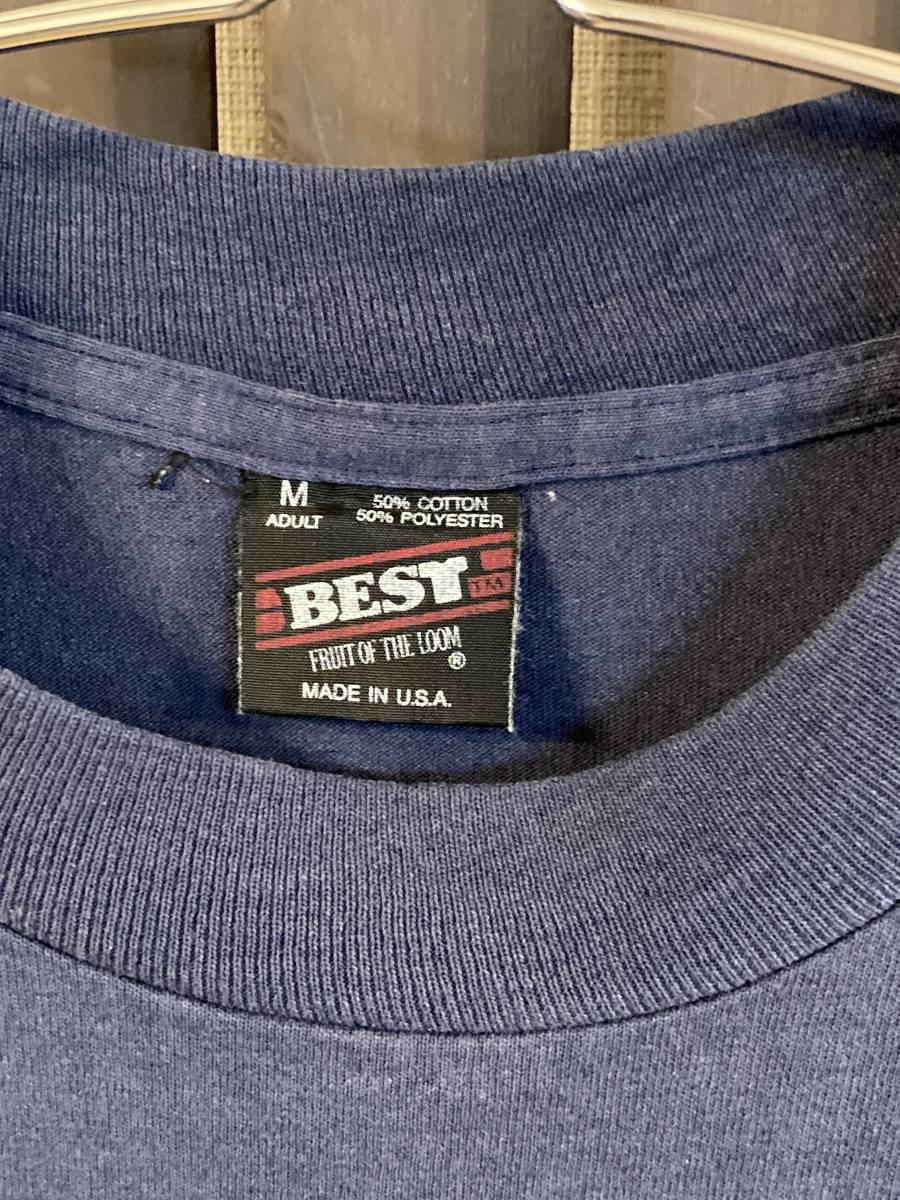 M
ADULT
50% COTTON
50% POLYESTER
BEST
FRUIT OF THE LOOM
®
MADE IN U.S.A.